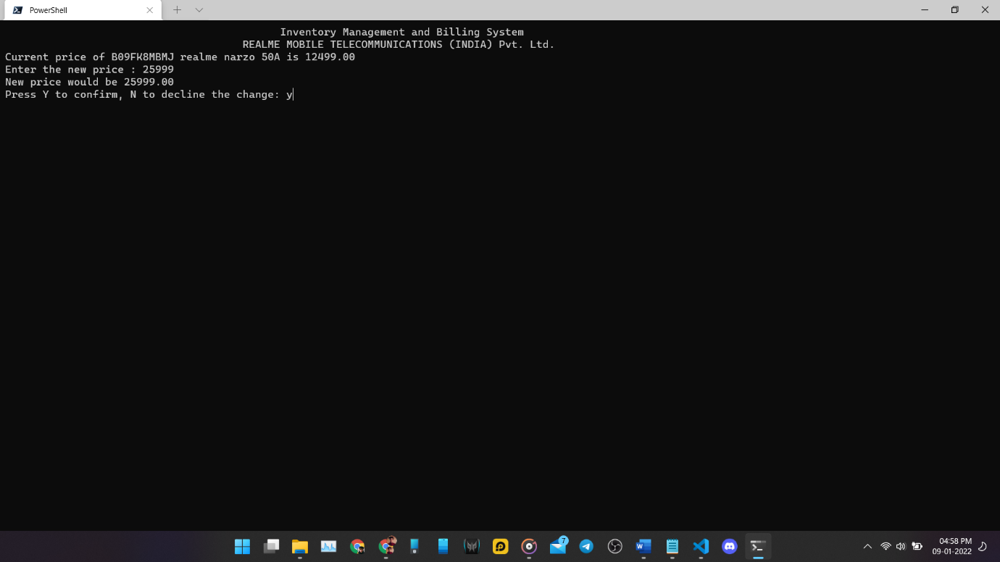 PowerShell
Inventory Management and Billing System
REALME MOBILE TELECOMMUNICATIONS (INDIA) Pvt. Ltd.
Current price of B09FK8MBMJ realme narzo 50A is 12499.00
Enter the new price : 25999
New price would be 25999.00
Press Y to confirm, N to decline the change: y
7
04:58 PM
09-01-2022